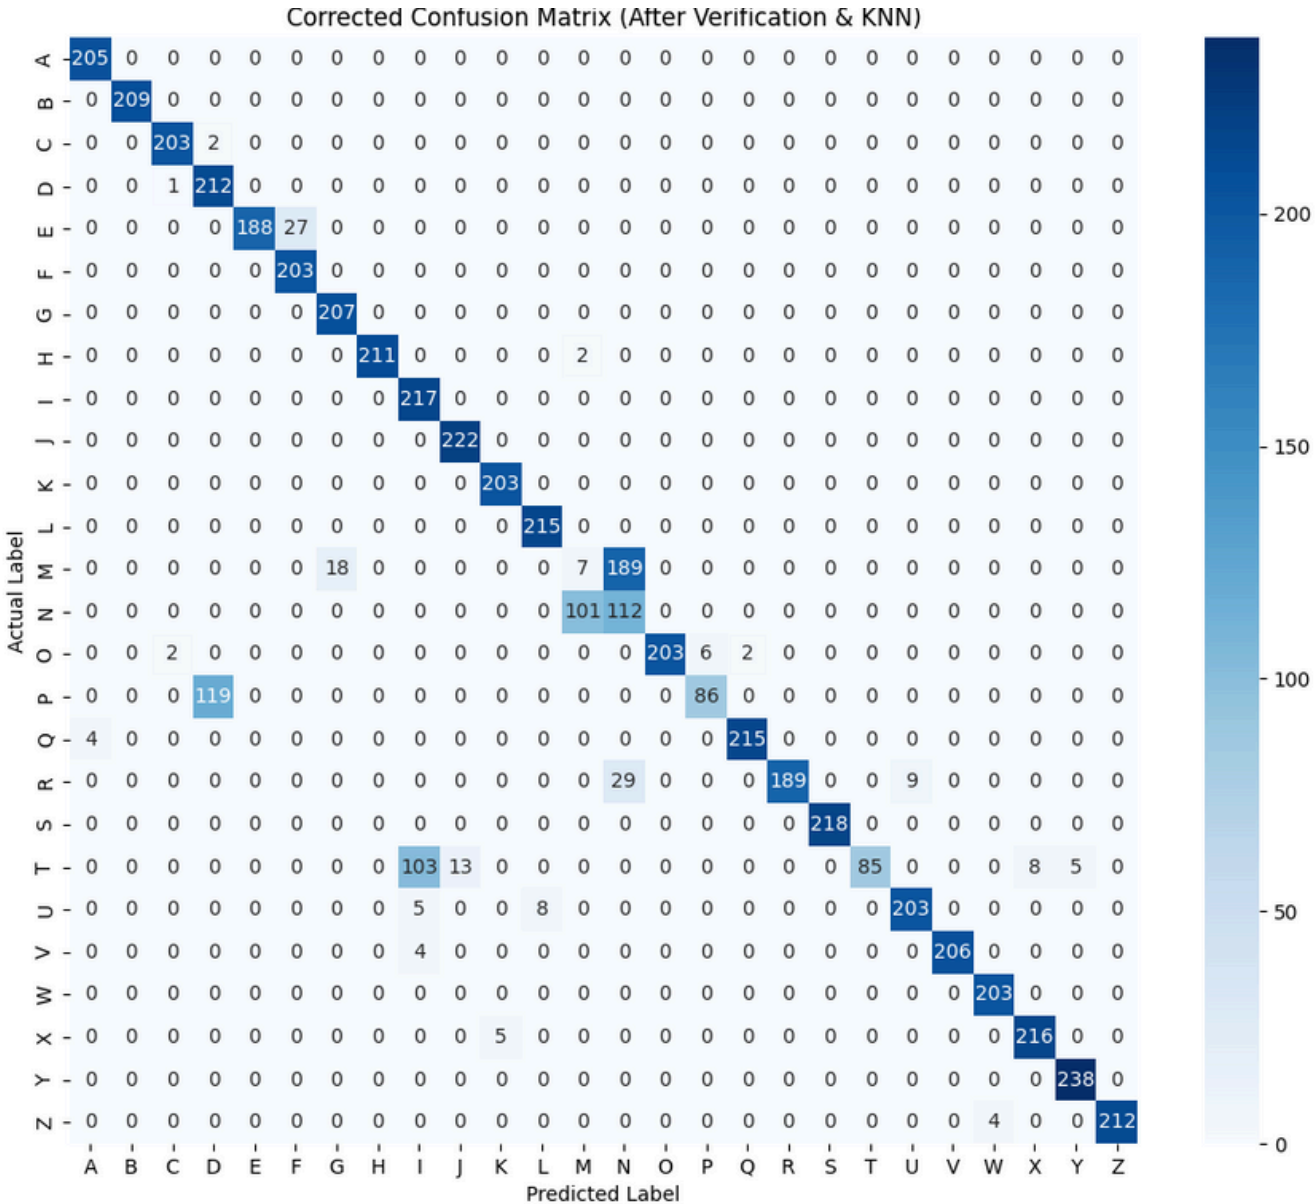 Corrected Confusion Matrix (After Verification & KNN)
A 205 0 0 0 0 0 0 0 0 0 0 0 0 0 0 0 0 0 0 0 0 0 0 0 0 0
B 0 209 0 0 0 0 0 0 0 0 0 0 0 0 0 0 0 0 0 0 0 0 0 0 0 0
C 0 0 203 2 0 0 0 0 0 0 0 0 0 0 0 0 0 0 0 0 0 0 0 0 0 0
D 0 0 1 212 0 0 0 0 0 0 0 0 0 0 0 0 0 0 0 0 0 0 0 0 0 0
E 0 0 0 0 188 27 0 0 0 0 0 0 0 0 0 0 0 0 0 0 0 0 0 0 0 0
F 0 0 0 0 0 203 0 0 0 0 0 0 0 0 0 0 0 0 0 0 0 0 0 0 0 0
G 0 0 0 0 0 0 207 0 0 0 0 0 0 0 0 0 0 0 0 0 0 0 0 0 0 0
H 0 0 0 0 0 0 0 211 0 0 0 0 2 0 0 0 0 0 0 0 0 0 0 0 0 0
I 0 0 0 0 0 0 0 0 217 0 0 0 0 0 0 0 0 0 0 0 0 0 0 0 0 0
J 0 0 0 0 0 0 0 0 0 222 0 0 0 0 0 0 0 0 0 0 0 0 0 0 0 0
K 0 0 0 0 0 0 0 0 0 0 203 0 0 0 0 0 0 0 0 0 0 0 0 0 0 0
L 0 0 0 0 0 0 0 0 0 0 0 215 0 0 0 0 0 0 0 0 0 0 0 0 0 0
M 0 0 0 0 0 0 18 0 0 0 0 0 7 189 0 0 0 0 0 0 0 0 0 0 0 0
N 0 0 0 0 0 0 0 0 0 0 0 0 101 112 0 0 0 0 0 0 0 0 0 0 0 0
O 0 0 2 0 0 0 0 0 0 0 0 0 0 0 203 6 2 0 0 0 0 0 0 0 0 0
P 0 0 0 119 0 0 0 0 0 0 0 0 0 0 0 86 0 0 0 0 0 0 0 0 0 0
Q 4 0 0 0 0 0 0 0 0 0 0 0 0 0 0 0 215 0 0 0 0 0 0 0 0 0
R 0 0 0 0 0 0 0 0 0 0 0 0 0 29 0 0 0 189 0 0 9 0 0 0 0 0
S 0 0 0 0 0 0 0 0 0 0 0 0 0 0 0 0 0 0 218 0 0 0 0 0 0 0
T 0 0 0 0 0 0 0 0 103 13 0 0 0 0 0 0 0 0 0 85 0 0 0 8 5 0
U 0 0 0 0 0 0 0 0 5 0 0 8 0 0 0 0 0 0 0 0 203 0 0 0 0 0
V 0 0 0 0 0 0 0 0 4 0 0 0 0 0 0 0 0 0 0 0 0 206 0 0 0 0
W 0 0 0 0 0 0 0 0 0 0 0 0 0 0 0 0 0 0 0 0 0 0 203 0 0 0
X 0 0 0 0 0 0 0 0 0 0 5 0 0 0 0 0 0 0 0 0 0 0 0 216 0 0
Y 0 0 0 0 0 0 0 0 0 0 0 0 0 0 0 0 0 0 0 0 0 0 0 0 238 0
Z 0 0 0 0 0 0 0 0 0 0 0 0 0 0 0 0 0 0 0 0 0 0 4 0 0 212
A B C D E F G H I J K L M N O P Q R S T U V W X Y Z
Predicted Label
Actual Label
200
150
100
50
0